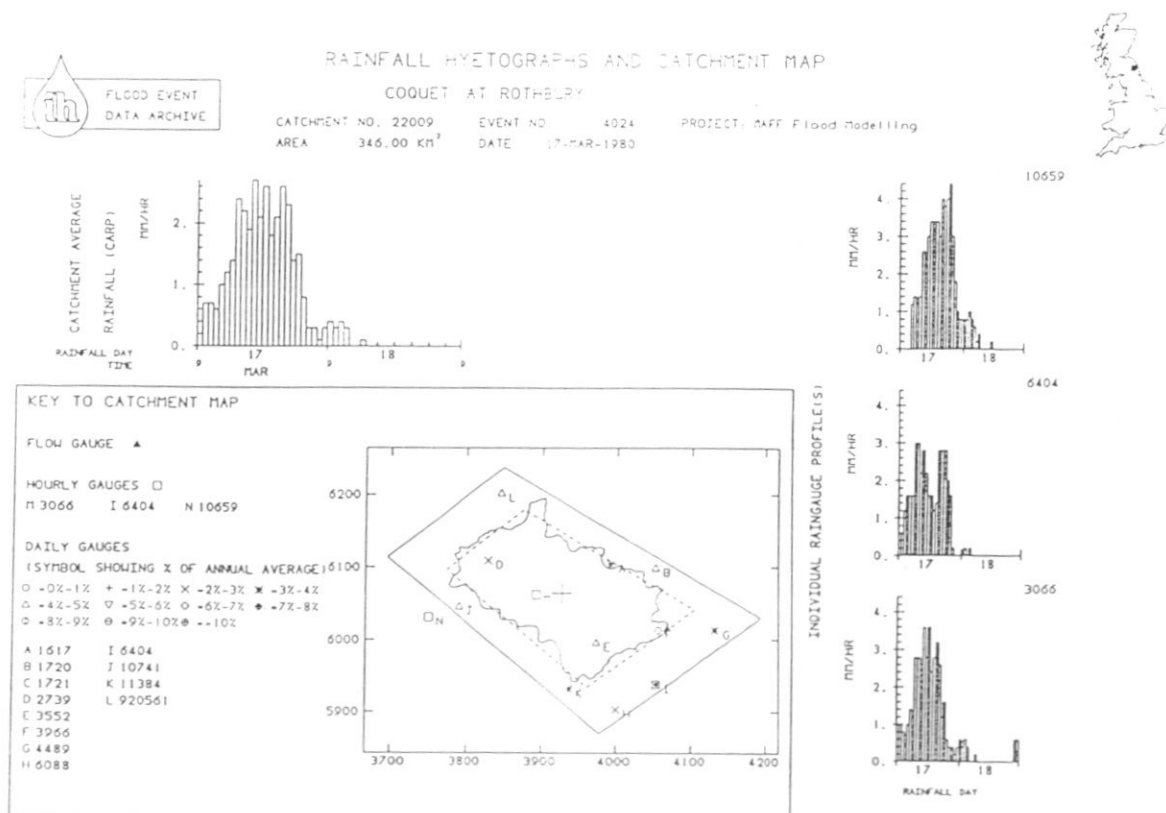 RAINFALL HYETOGRAPHS AND CATCHMENT MAP
COQUET AT ROTHBURY
ih
FLOOD EVENT
DATA ARCHIVE
CATCHMENT NO. 22009 EVENT NO. 4024 PROJECT: MAFF Flood Modelling
AREA 346.00 KM² DATE 17-MAR-1980
CATCHMENT AVERAGE
RAINFALL (CARP)
MM/HR
2.
1.
0.
RAINFALL DAY 17 18
TIME 9 9 9
MAR
KEY TO CATCHMENT MAP
FLOW GAUGE ▲
HOURLY GAUGES □
M 3066 I 6404 N 10659
DAILY GAUGES
(SYMBOL SHOWING % OF ANNUAL AVERAGE)
-0%-1% + -1%-2% × -2%-3% -3%-4%
△ -4%-5% ▽ -5%-6% ◇ -6%-7% -7%-8%
-8%-9% -9%-10% --10%
A 1617 I 6404
B 1720 J 10741
C 1721 K 11384
D 2739 L 920561
E 3552
F 3966
G 4489
H 6088
6200
6100
6000
5900
3700 3800 3900 4000 4100 4200
L
D
A
B
J
N
E
G
K
I
H
INDIVIDUAL RAINGAUGE PROFILE(S)
10659
MM/HR
4.
3.
2.
1.
0.
17 18
6404
MM/HR
4.
3.
2.
1.
0.
17 18
3066
MM/HR
4.
3.
2.
1.
0.
17 18
RAINFALL DAY